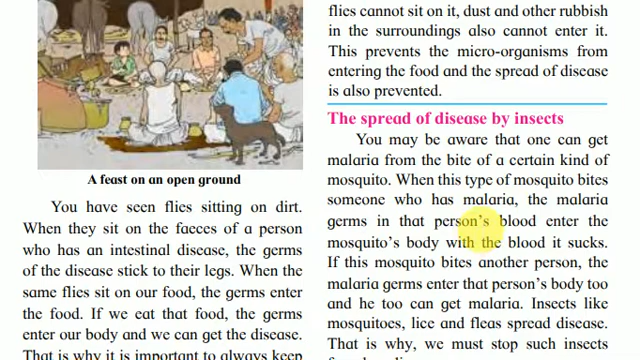 A feast on an open ground
You have seen flies sitting on dirt.
When they sit on the faeces of a person
who has an intestinal disease, the germs
of the disease stick to their legs. When the
same flies sit on our food, the germs enter
the food. If we eat that food, the germs
enter our body and we can get the disease.
That is why it is important to always keep
flies cannot sit on it, dust and other rubbish
in the surroundings also cannot enter it.
This prevents the micro-organisms from
entering the food and the spread of disease
is also prevented.
The spread of disease by insects
You may be aware that one can get
malaria from the bite of a certain kind of
mosquito. When this type of mosquito bites
someone who has malaria, the malaria
germs in that person's blood enter the
mosquito's body with the blood it sucks.
If this mosquito bites another person, the
malaria germs enter that person's body too
and he too can get malaria. Insects like
mosquitoes, lice and fleas spread disease.
That is why, we must stop such insects